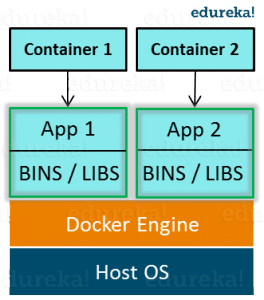 edureka!
Container 1
Container 2
App 1
App 2
BINS / LIBS
BINS / LIBS
Docker Engine
Host OS